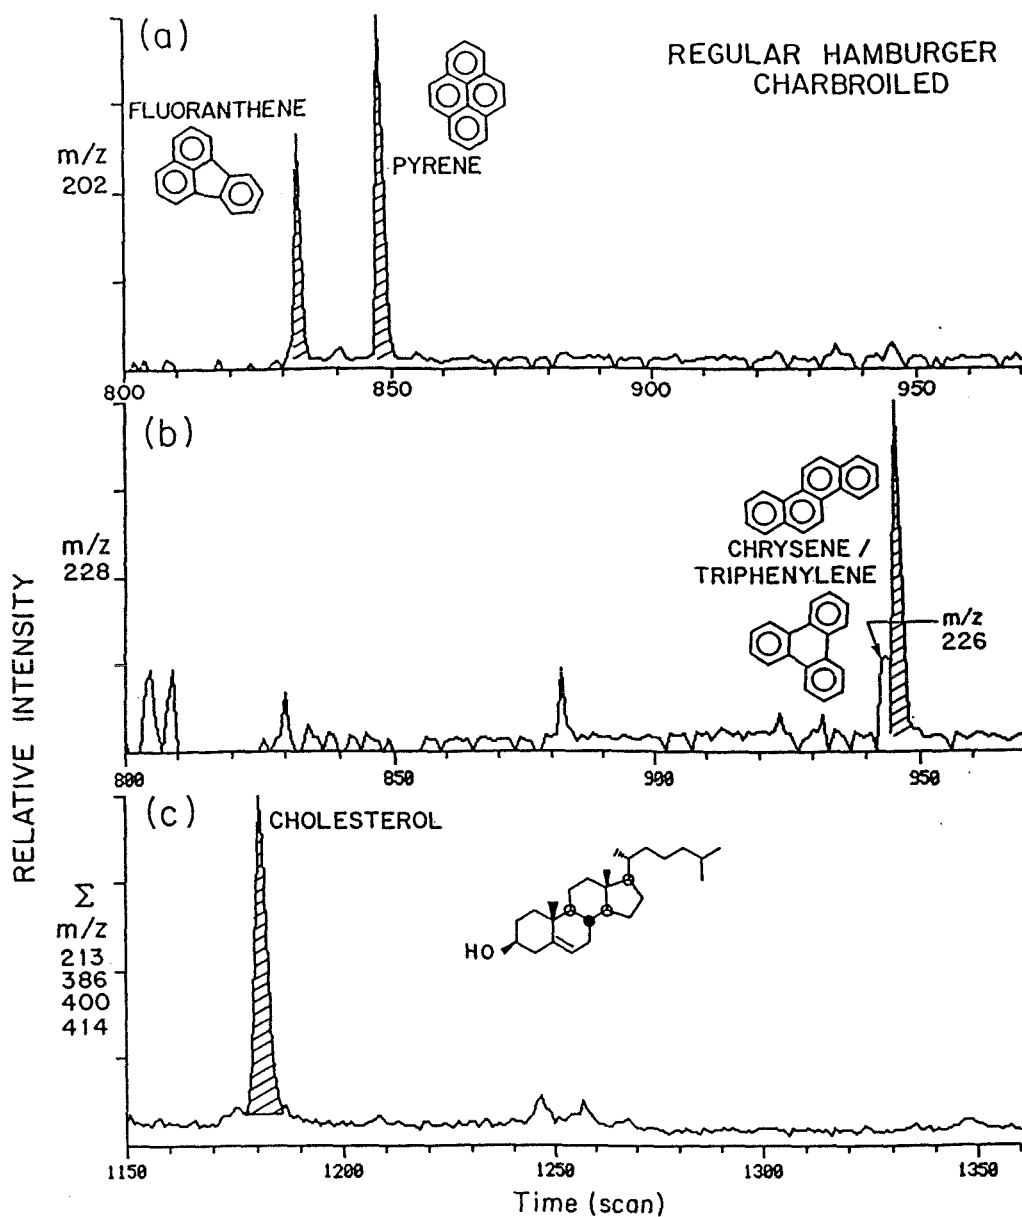 (a)
REGULAR HAMBURGER
CHARBROILED
FLUORANTHENE
PYRENE
m/z
202
800
850
900
950
(b)
m/z
228
CHRYSENE /
TRIPHENYLENE
m/z
226
800
850
900
950
RELATIVE INTENSITY
(c)
CHOLESTEROL
Σ
m/z
213
386
400
414
HO
1150
1200
1250
1300
1350
Time (scan)